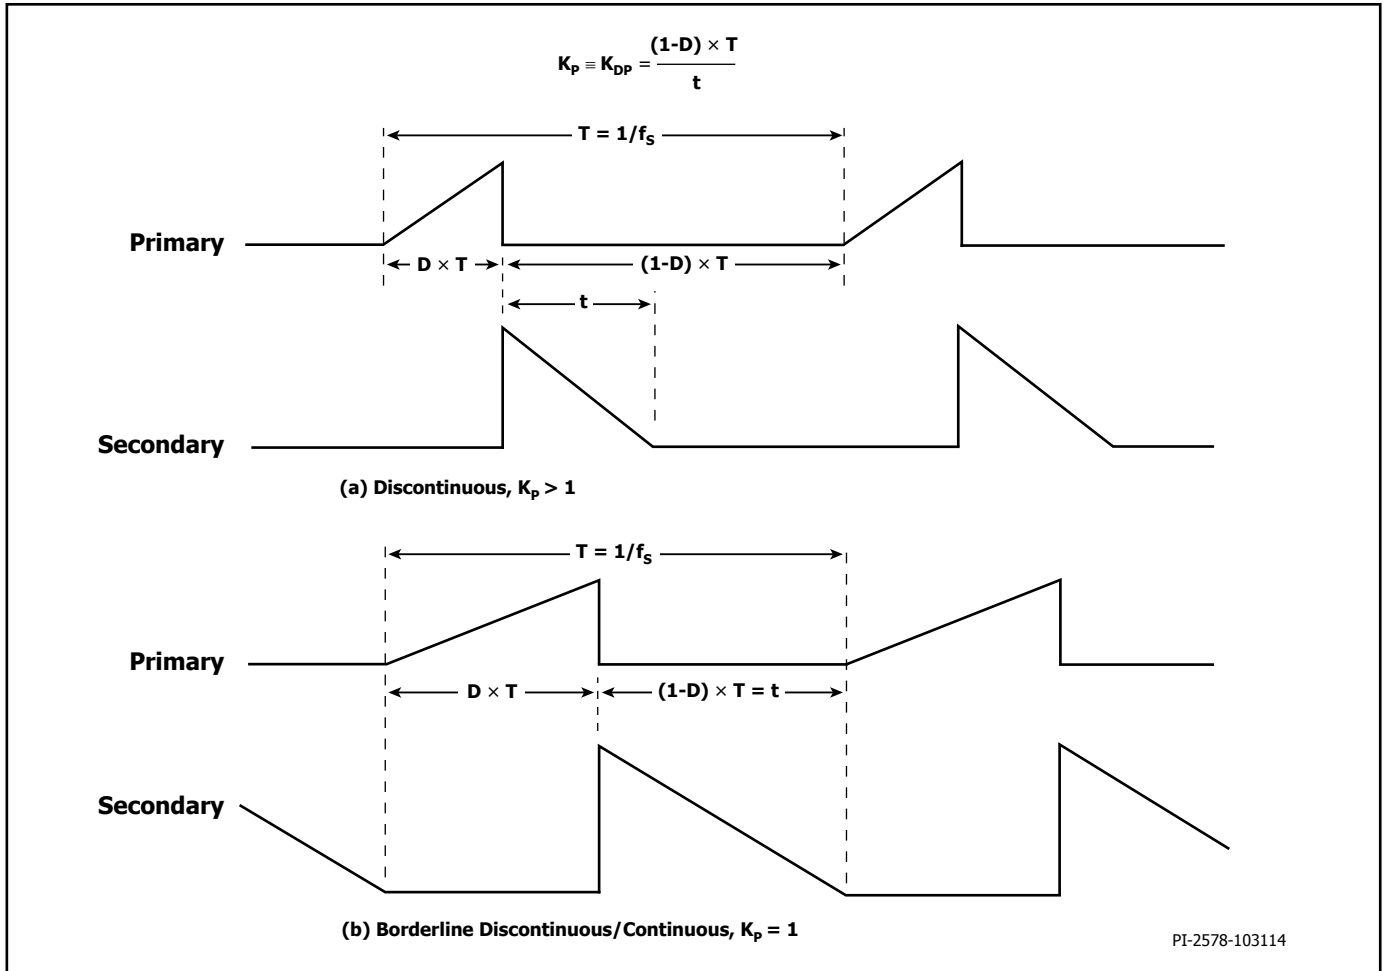 K_P ≡ K_DP = (1-D) × T / t
T = 1/f_S
Primary
D × T
(1-D) × T
t
Secondary
(a) Discontinuous, K_P > 1
T = 1/f_S
Primary
D × T
(1-D) × T = t
Secondary
(b) Borderline Discontinuous/Continuous, K_P = 1
PI-2578-103114